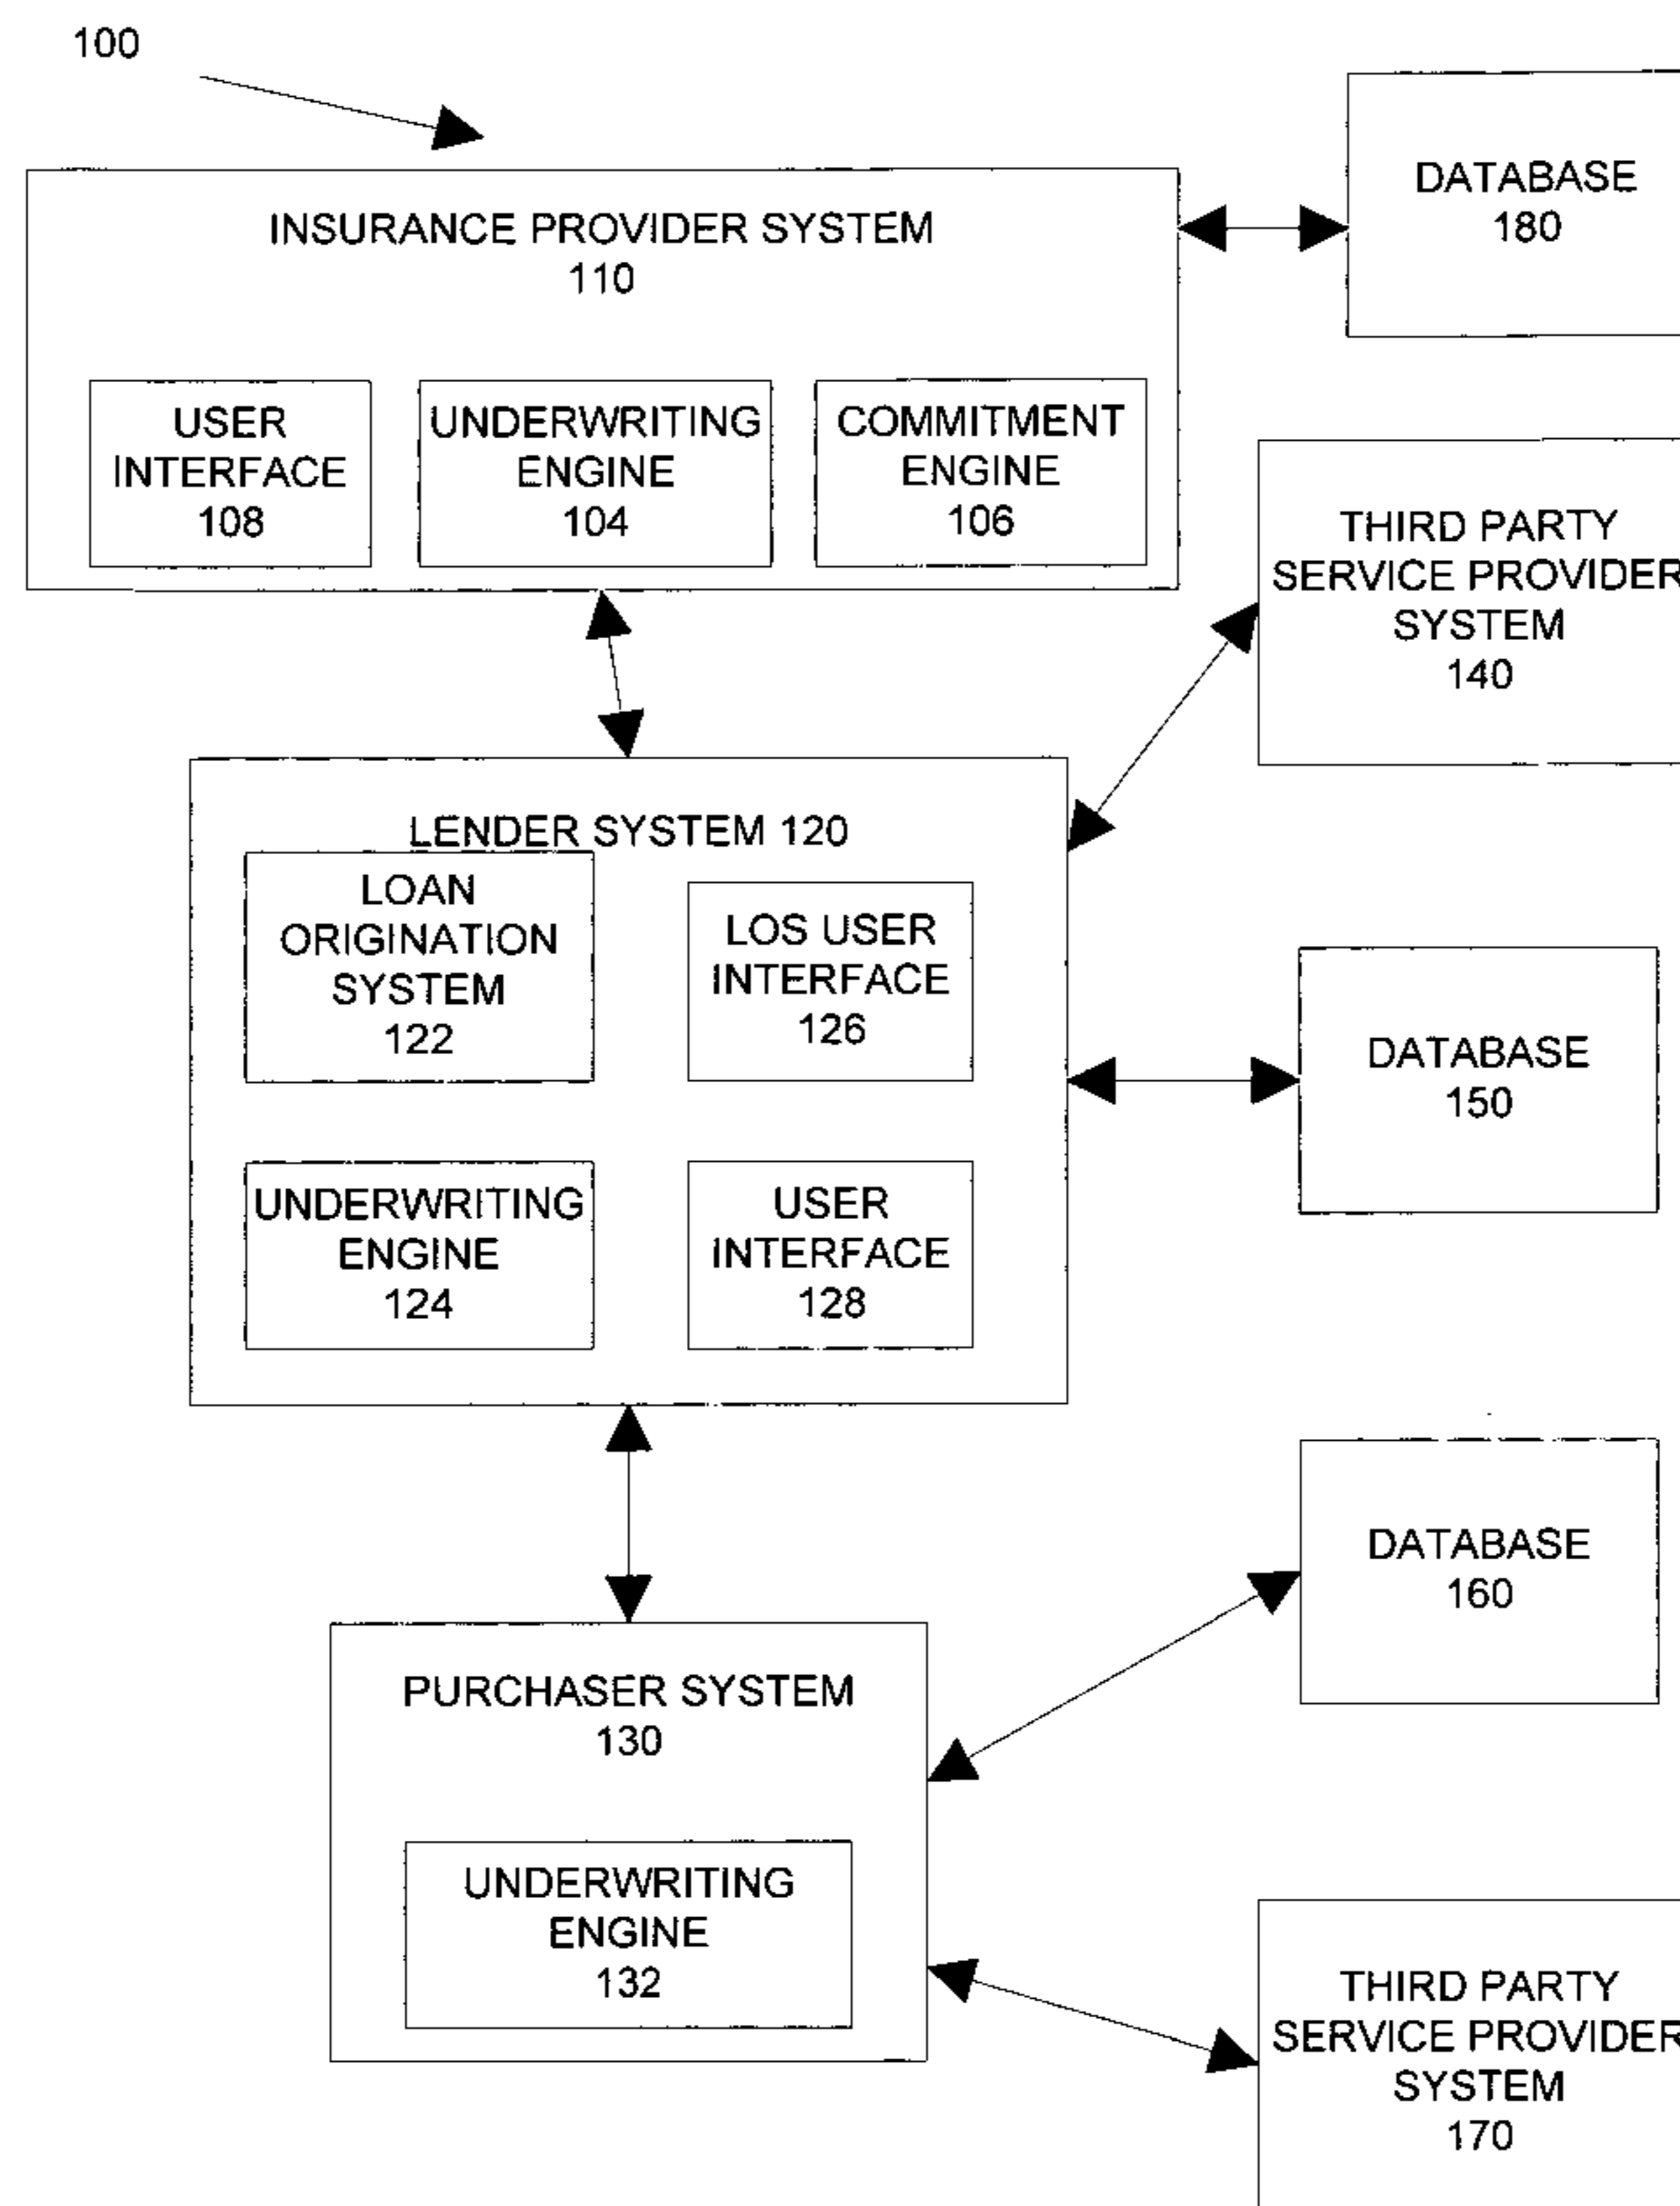 100
DATABASE
180
INSURANCE PROVIDER SYSTEM
110
USER
INTERFACE
108
UNDERWRITING
ENGINE
104
COMMITMENT
ENGINE
106
THIRD PARTY
SERVICE PROVIDER
SYSTEM
140
LENDER SYSTEM 120
LOAN
ORIGINATION
SYSTEM
122
LOS USER
INTERFACE
126
DATABASE
150
UNDERWRITING
ENGINE
124
USER
INTERFACE
128
DATABASE
160
PURCHASER SYSTEM
130
UNDERWRITING
ENGINE
132
THIRD PARTY
SERVICE PROVIDER
SYSTEM
170